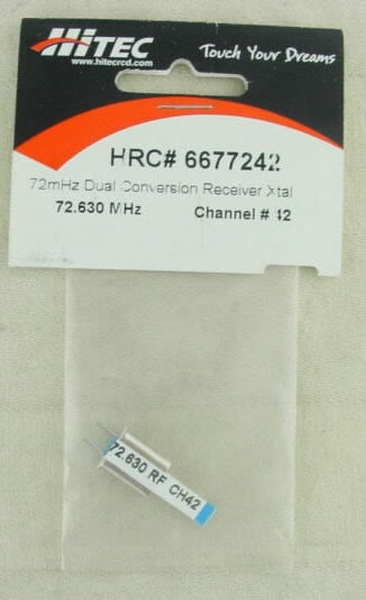 HiTEC
www.hitecrcd.com
Touch Your Dreams
HRC# 6677242
72mHz Dual Conversion Receiver Xtal
72.630 MHz Channel # 42
72.630 RF CH42